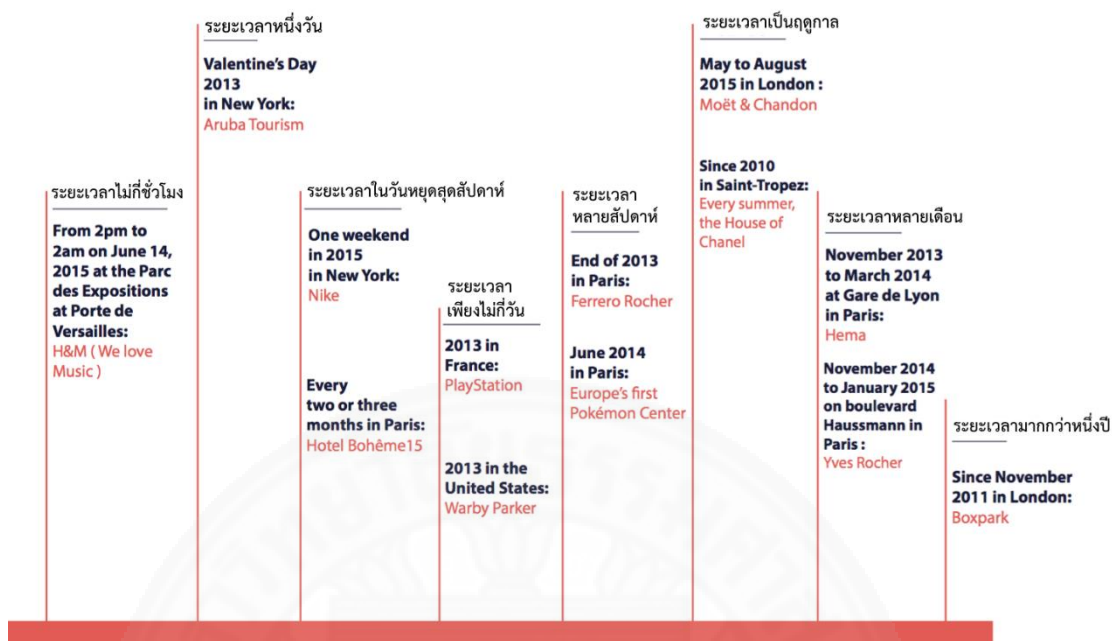 ระยะเวลาไม่กี่ชั่วโมง
From 2pm to
2am on June 14,
2015 at the Parc
des Expositions
at Porte de
Versailles:
H&M ( We love
Music )
ระยะเวลาหนึ่งวัน
Valentine's Day
2013
in New York:
Aruba Tourism
ระยะเวลาในวันหยุดสุดสัปดาห์
One weekend
in 2015
in New York:
Nike
Every
two or three
months in Paris:
Hotel Bohême15
ระยะเวลา
เพียงไม่กี่วัน
2013 in
France:
PlayStation
2013 in the
United States:
Warby Parker
ระยะเวลา
หลายสัปดาห์
End of 2013
in Paris:
Ferrero Rocher
June 2014
in Paris:
Europe's first
Pokémon Center
ระยะเวลาเป็นฤดูกาล
May to August
2015 in London :
Moët & Chandon
Since 2010
in Saint-Tropez:
Every summer,
the House of
Chanel
ระยะเวลาหลายเดือน
November 2013
to March 2014
at Gare de Lyon
in Paris:
Hema
November 2014
to January 2015
on boulevard
Haussmann in
Paris :
Yves Rocher
ระยะเวลามากกว่าหนึ่งปี
Since November
2011 in London:
Boxpark